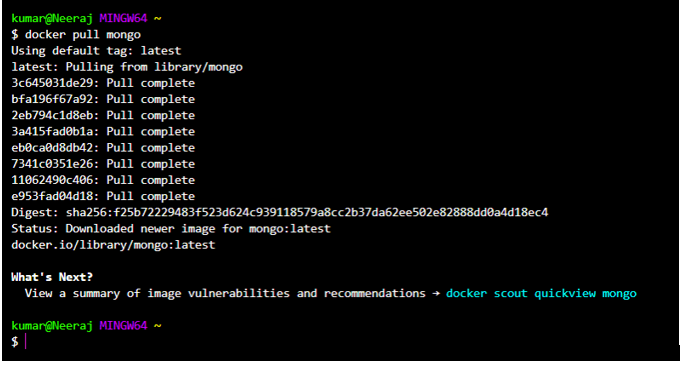 kumar@Neeraj MINGW64 ~
$ docker pull mongo
Using default tag: latest
latest: Pulling from library/mongo
3c645031de29: Pull complete
bfa196f67a92: Pull complete
2eb794c1d8eb: Pull complete
3a415fad0b1a: Pull complete
eb0ca0d8db42: Pull complete
7341c0351e26: Pull complete
11062490c406: Pull complete
e953fad04d18: Pull complete
Digest: sha256:f25b72229483f523d624c939118579a8cc2b37da62ee502e82888dd0a4d18ec4
Status: Downloaded newer image for mongo:latest
docker.io/library/mongo:latest
What's Next?
View a summary of image vulnerabilities and recommendations → docker scout quickview mongo
kumar@Neeraj MINGW64 ~
$